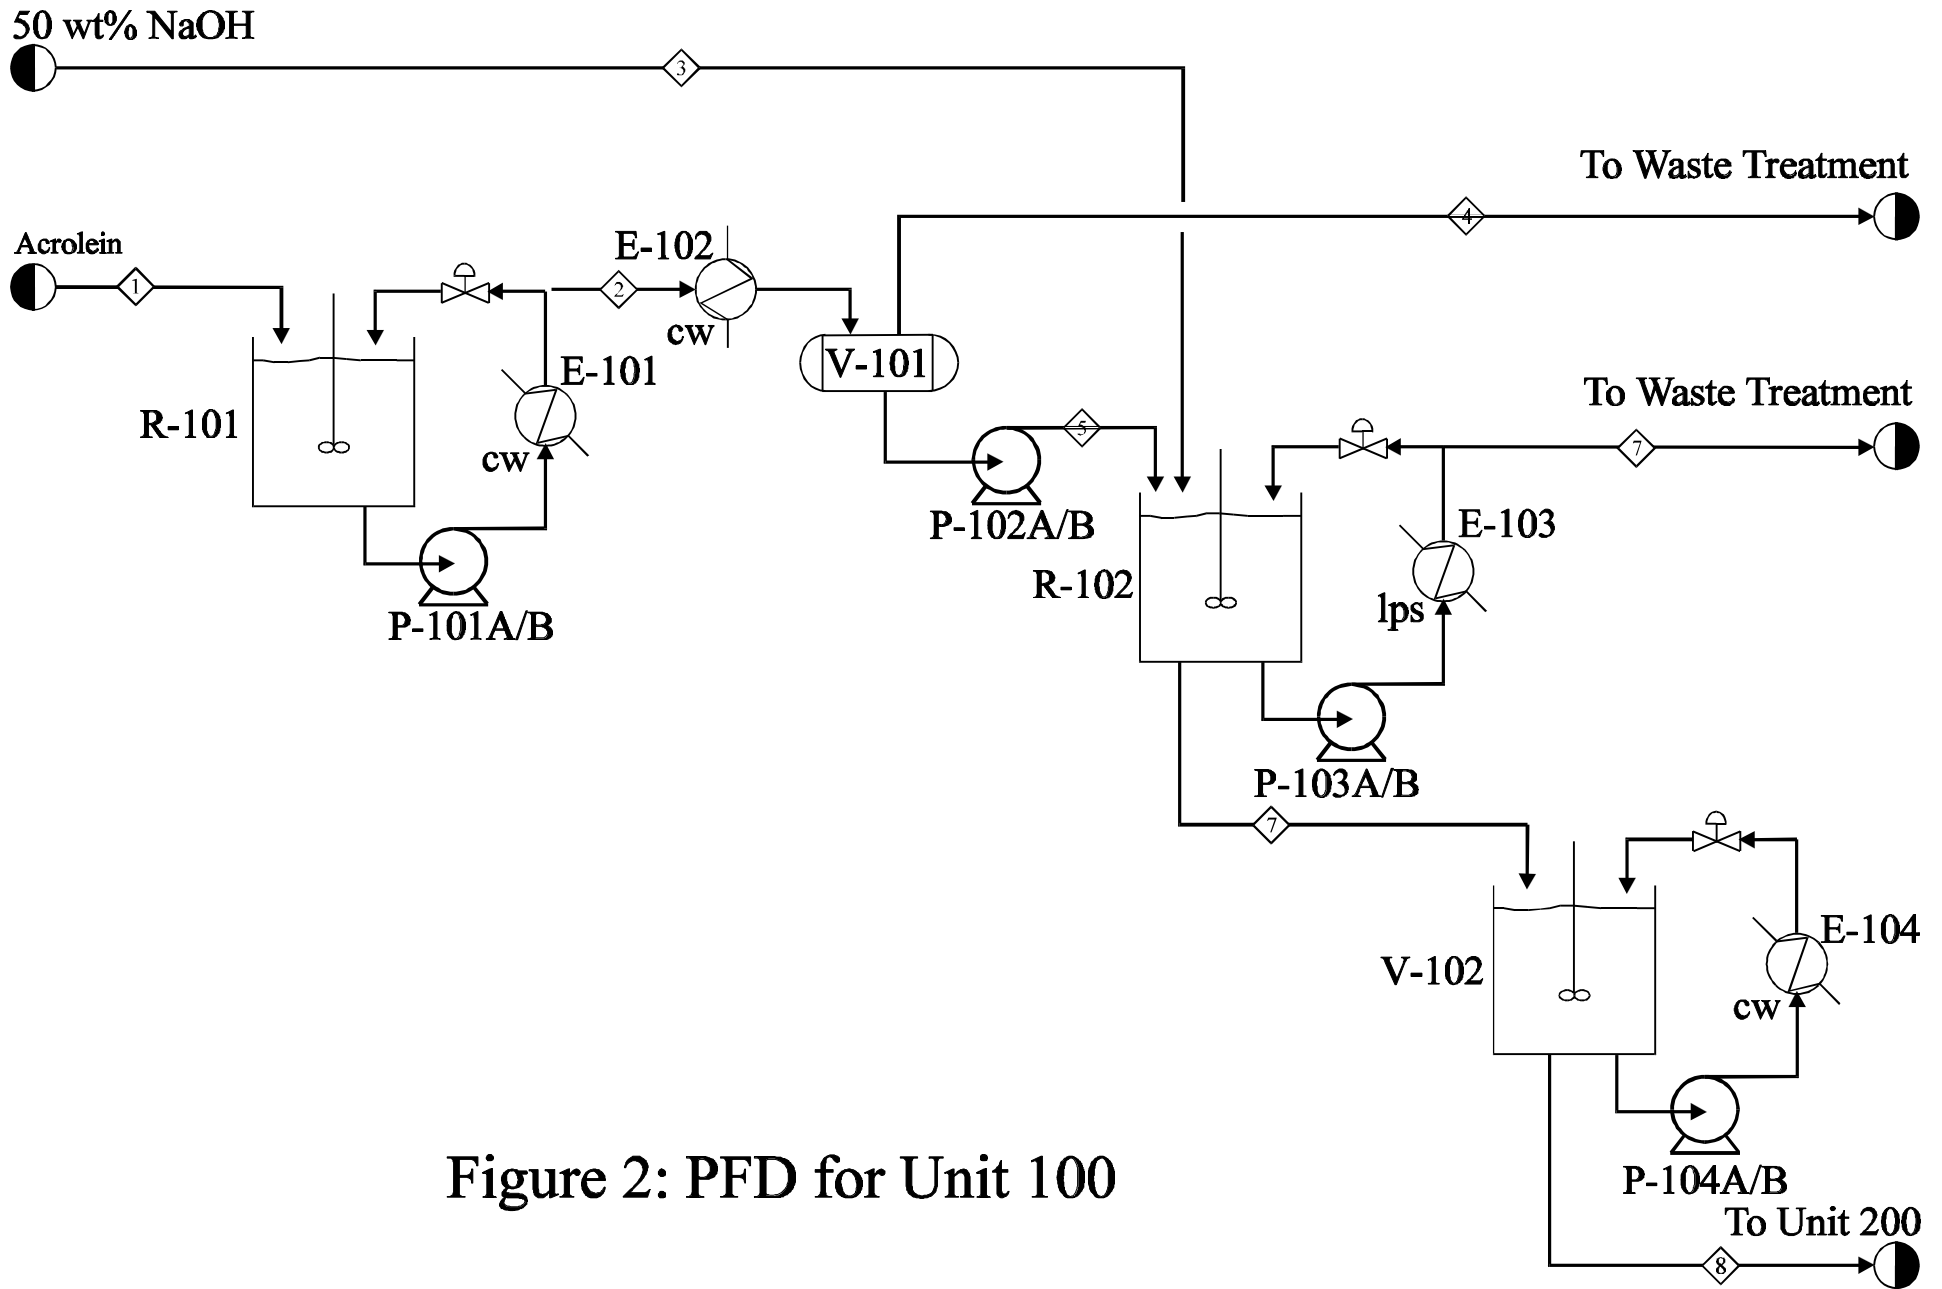 50 wt% NaOH
3
To Waste Treatment
4
Acrolein
1
E-102
2
cw
V-101
E-101
R-101
cw
To Waste Treatment
5
7
P-102A/B
E-103
R-102
lps
P-101A/B
P-103A/B
7
E-104
V-102
cw
P-104A/B
Figure 2: PFD for Unit 100
To Unit 200
8